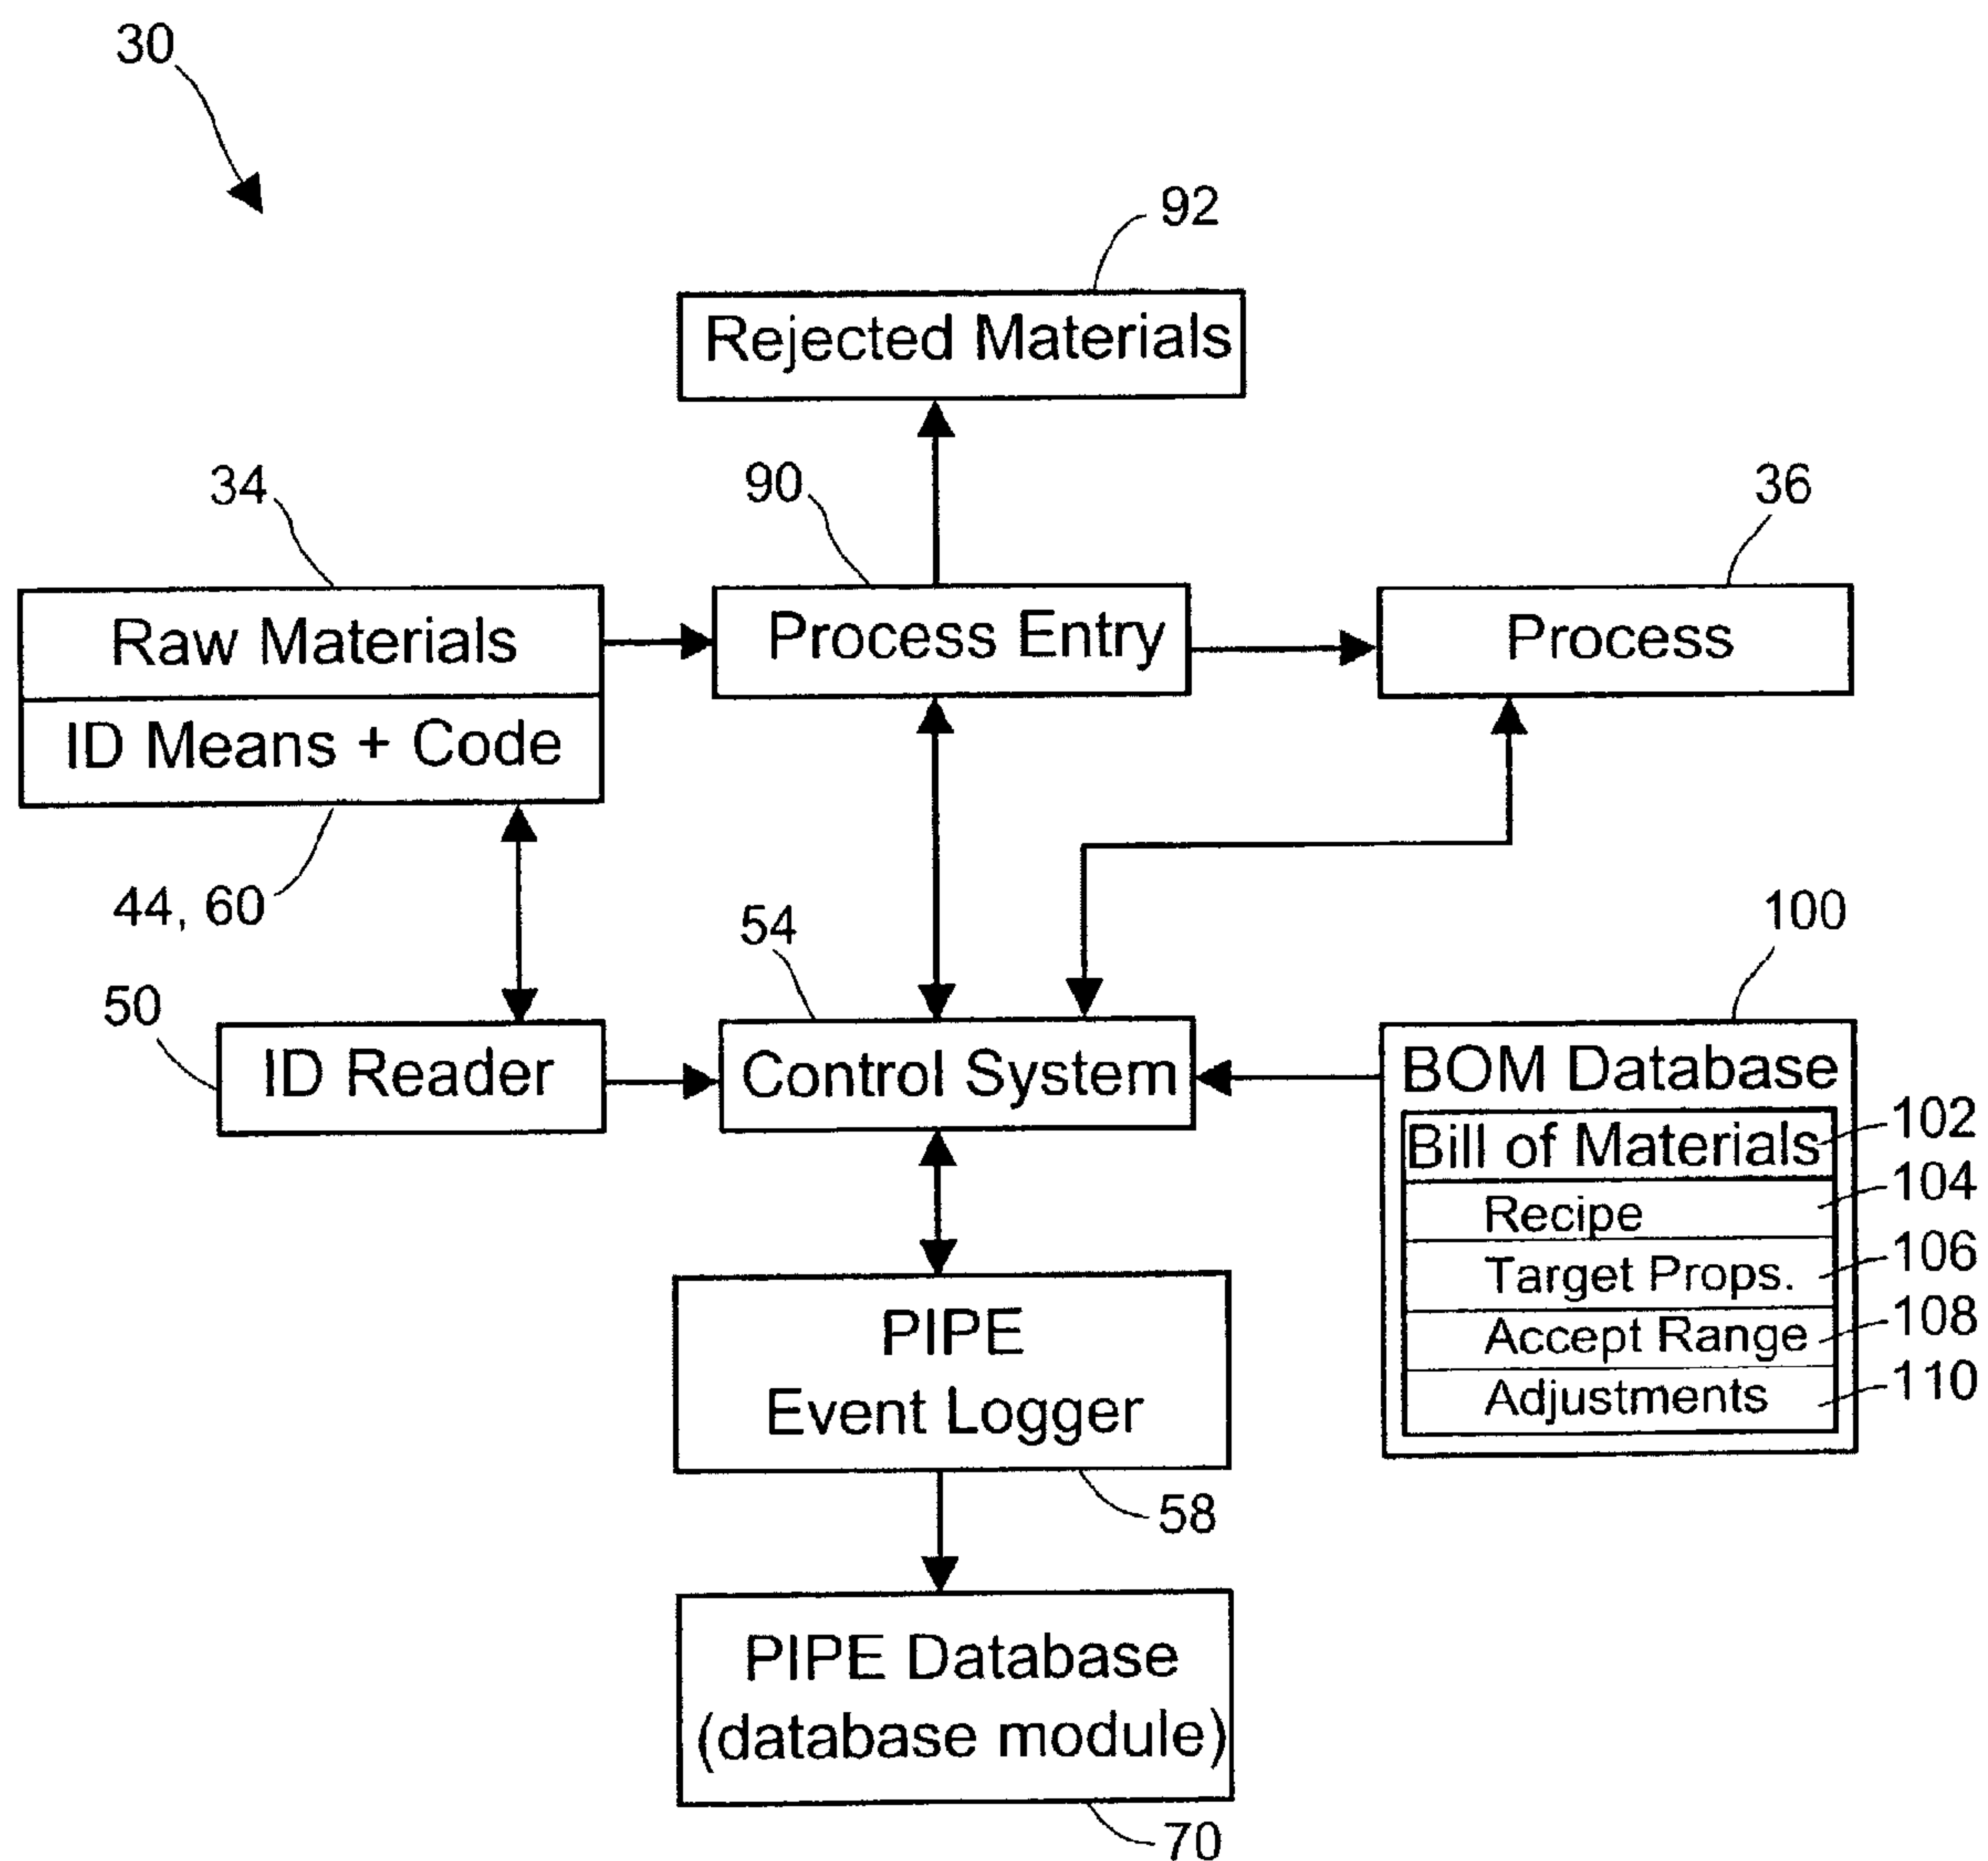 30
92
Rejected Materials
34
90
36
Raw Materials
Process Entry
Process
ID Means + Code
44, 60
54
100
50
ID Reader
Control System
BOM Database
Bill of Materials
102
Recipe
104
Target Props.
106
Accept Range
108
Adjustments
110
PIPE
Event Logger
58
PIPE Database
(database module)
70